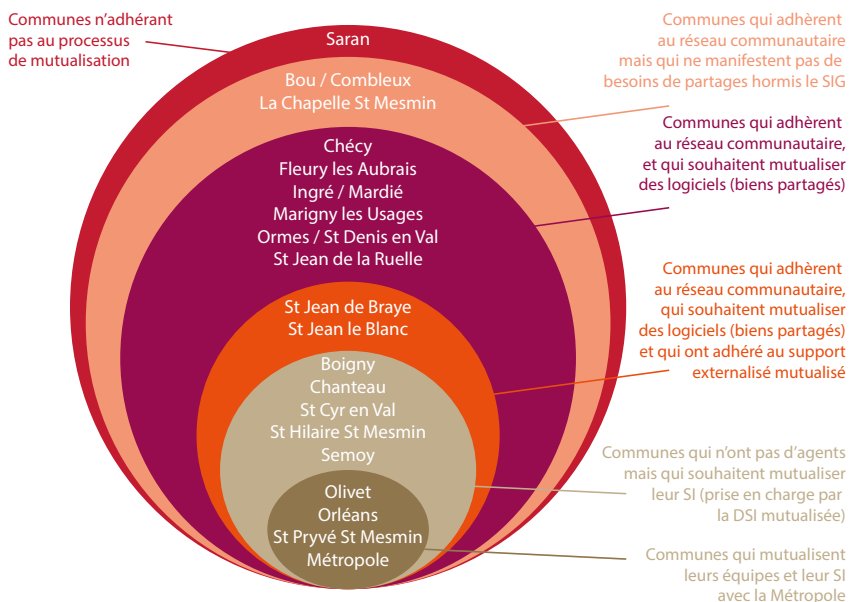 Communes n'adhérant
pas au processus
de mutualisation
Saran
Bou / Combleux
La Chapelle St Mesmin
Chécy
Fleury les Aubrais
Ingré / Mardié
Marigny les Usages
Ormes / St Denis en Val
St Jean de la Ruelle
St Jean de Braye
St Jean le Blanc
Boigny
Chanteau
St Cyr en Val
St Hilaire St Mesmin
Semoy
Olivet
Orléans
St Pryvé St Mesmin
Métropole
Communes qui adhèrent
au réseau communautaire
mais qui ne manifestent pas de
besoins de partages hormis le SIG
Communes qui adhèrent
au réseau communautaire,
et qui souhaitent mutualiser
des logiciels (biens partagés)
Communes qui adhèrent
au réseau communautaire,
qui souhaitent mutualiser
des logiciels (biens partagés)
et qui ont adhéré au support
externalisé mutualisé
Communes qui n'ont pas d'agents
mais qui souhaitent mutualiser
leur SI (prise en charge par
la DSI mutualisée)
Communes qui mutualisent
leurs équipes et leur SI
avec la Métropole